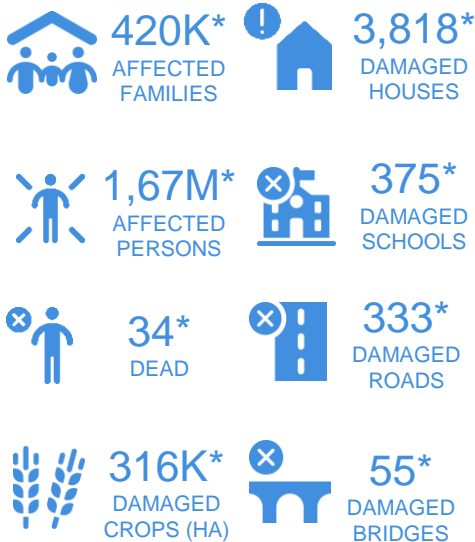 420K*
AFFECTED
FAMILIES
3,818*
DAMAGED
HOUSES
1,67M*
AFFECTED
PERSONS
375*
DAMAGED
SCHOOLS
34*
DEAD
333*
DAMAGED
ROADS
316K*
DAMAGED
CROPS (HA)
55*
DAMAGED
BRIDGES